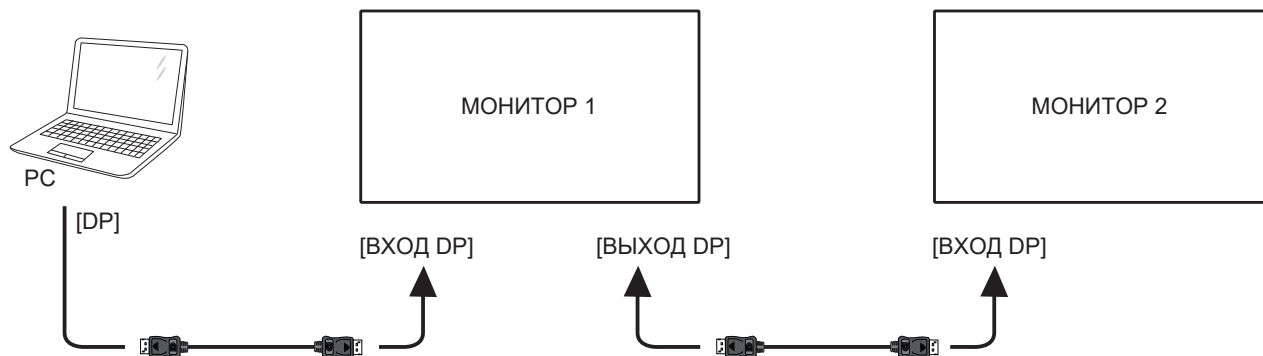 МОНИТОР 1
МОНИТОР 2
PC
[DP]
[ВХОД DP]
[ВЫХОД DP]
[ВХОД DP]